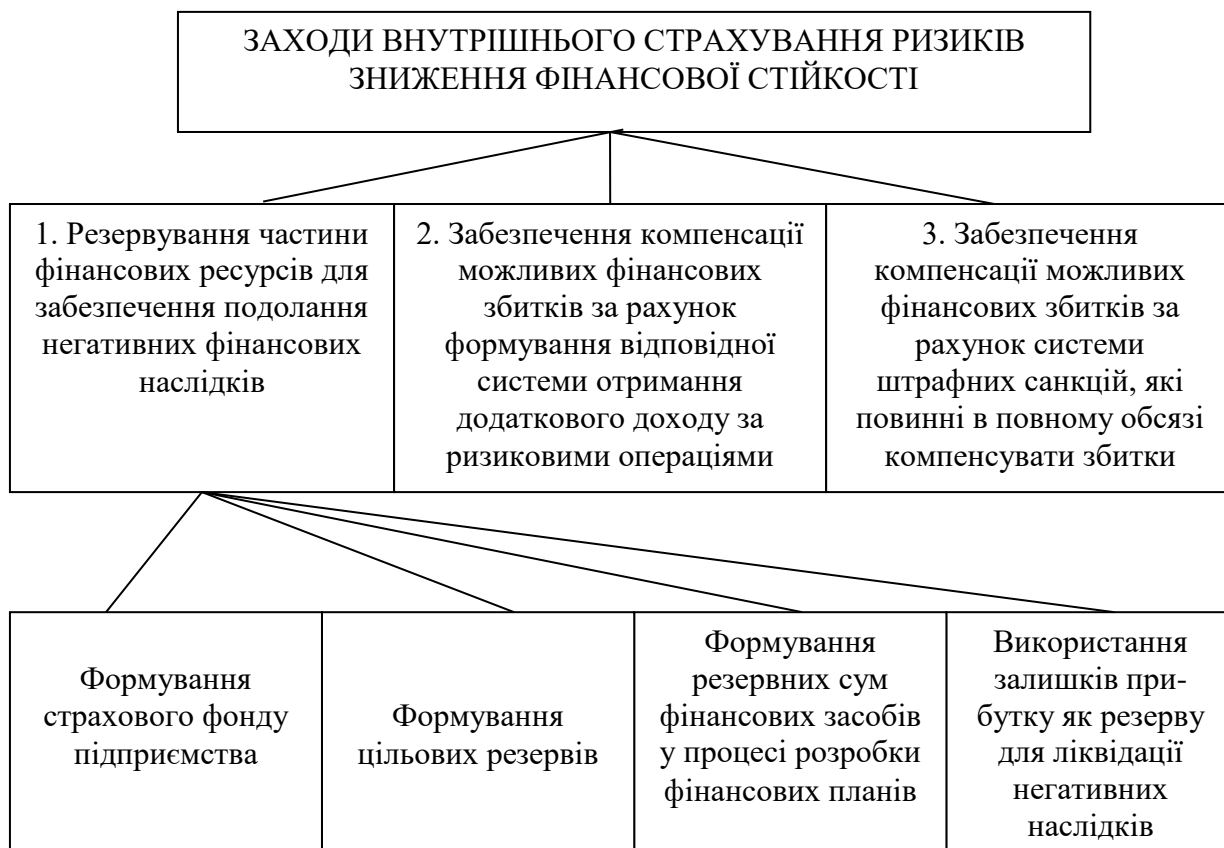 ЗАХОДИ ВНУТРІШНЬОГО СТРАХУВАННЯ РИЗИКІВ
ЗНИЖЕННЯ ФІНАНСОВОЇ СТІЙКОСТІ
1. Резервування частини
фінансових ресурсів для
забезпечення подолання
негативних фінансових
наслідків
2. Забезпечення компенсації
можливих фінансових
збитків за рахунок
формування відповідної
системи отримання
додаткового доходу за
ризиковими операціями
3. Забезпечення
компенсації можливих
фінансових збитків за
рахунок системи
штрафних санкцій, які
повинні в повному обсязі
компенсувати збитки
Формування
страхового фонду
підприємства
Формування
цільових резервів
Формування
резервних сум
фінансових засобів
у процесі розробки
фінансових планів
Використання
залишків при-
бутку як резерву
для ліквідації
негативних
наслідків